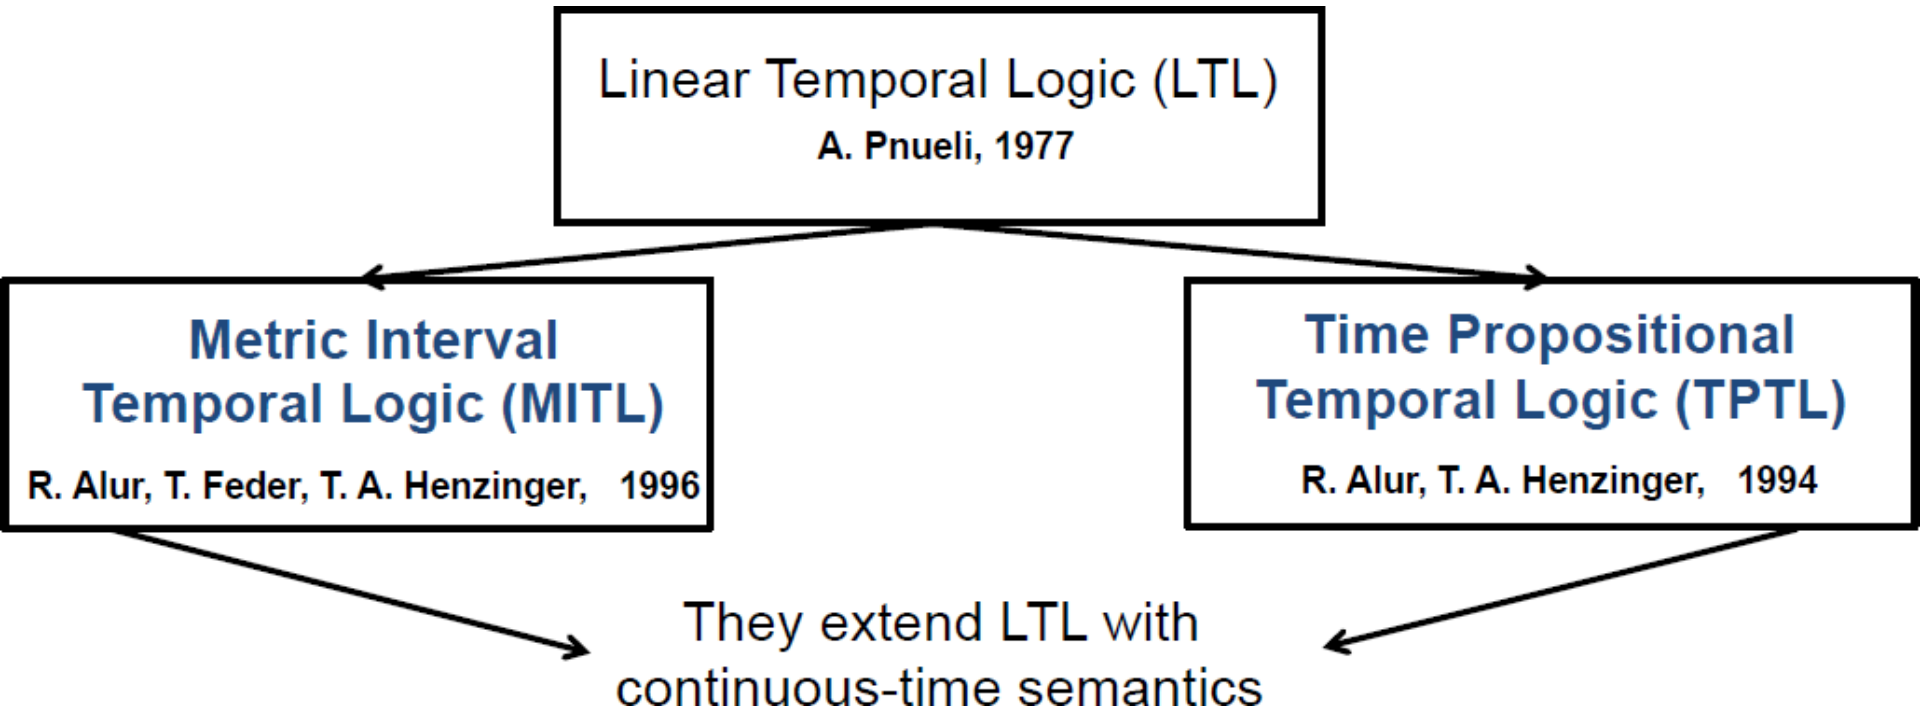 Linear Temporal Logic (LTL)
A. Pnueli, 1977
Metric Interval
Temporal Logic (MITL)
R. Alur, T. Feder, T. A. Henzinger, 1996
Time Propositional
Temporal Logic (TPTL)
R. Alur, T. A. Henzinger, 1994
They extend LTL with
continuous-time semantics